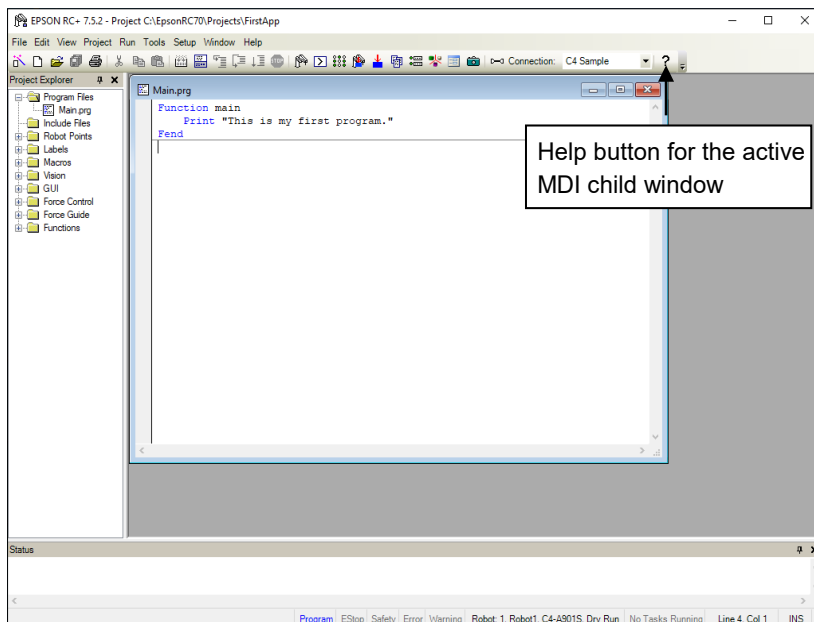 EPSON RC+ 7.5.2 - Project C:\EpsonRC70\Projects\FirstApp
File Edit View Project Run Tools Setup Window Help
Connection: C4 Sample
Project Explorer
Program Files
Main.prg
Include Files
Robot Points
Labels
Macros
Vision
GUI
Force Control
Force Guide
Functions
Main.prg
Function main
Print "This is my first program."
Fend
Help button for the active
MDI child window
Status
Program EStop Safety Error Warning Robot: 1, Robot1, C4-A901S, Dry Run No Tasks Running Line 4, Col 1 INS